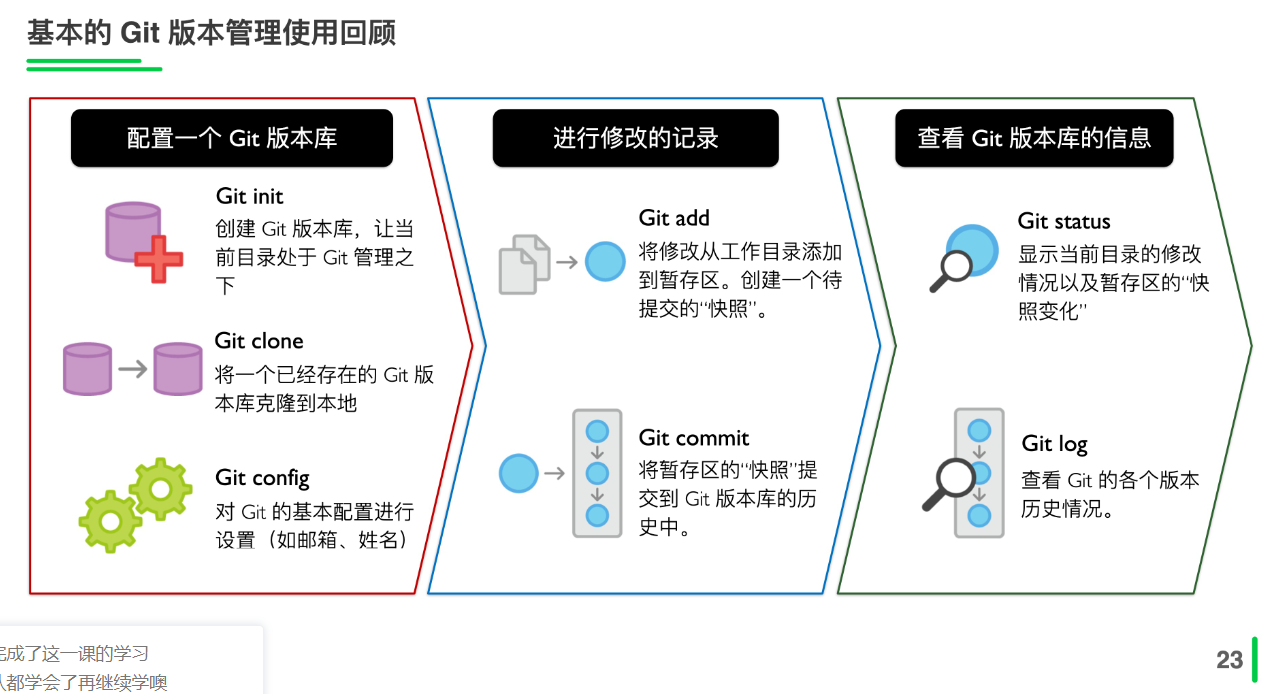 基本的 Git 版本管理使用回顾
配置一个 Git 版本库
Git init
创建 Git 版本库，让当
前目录处于 Git 管理之
下
Git clone
将一个已经存在的 Git 版
本库克隆到本地
Git config
对 Git 的基本配置进行
设置（如邮箱、姓名）
进行修改的记录
Git add
将修改从工作目录添加
到暂存区。创建一个待
提交的“快照”。
Git commit
将暂存区的“快照”提
交到 Git 版本库的历
史中。
查看 Git 版本库的信息
Git status
显示当前目录的修改
情况以及暂存区的“快
照变化”
Git log
查看 Git 的各个版本
历史情况。
完成了这一课的学习
都学会了再继续学噢
23